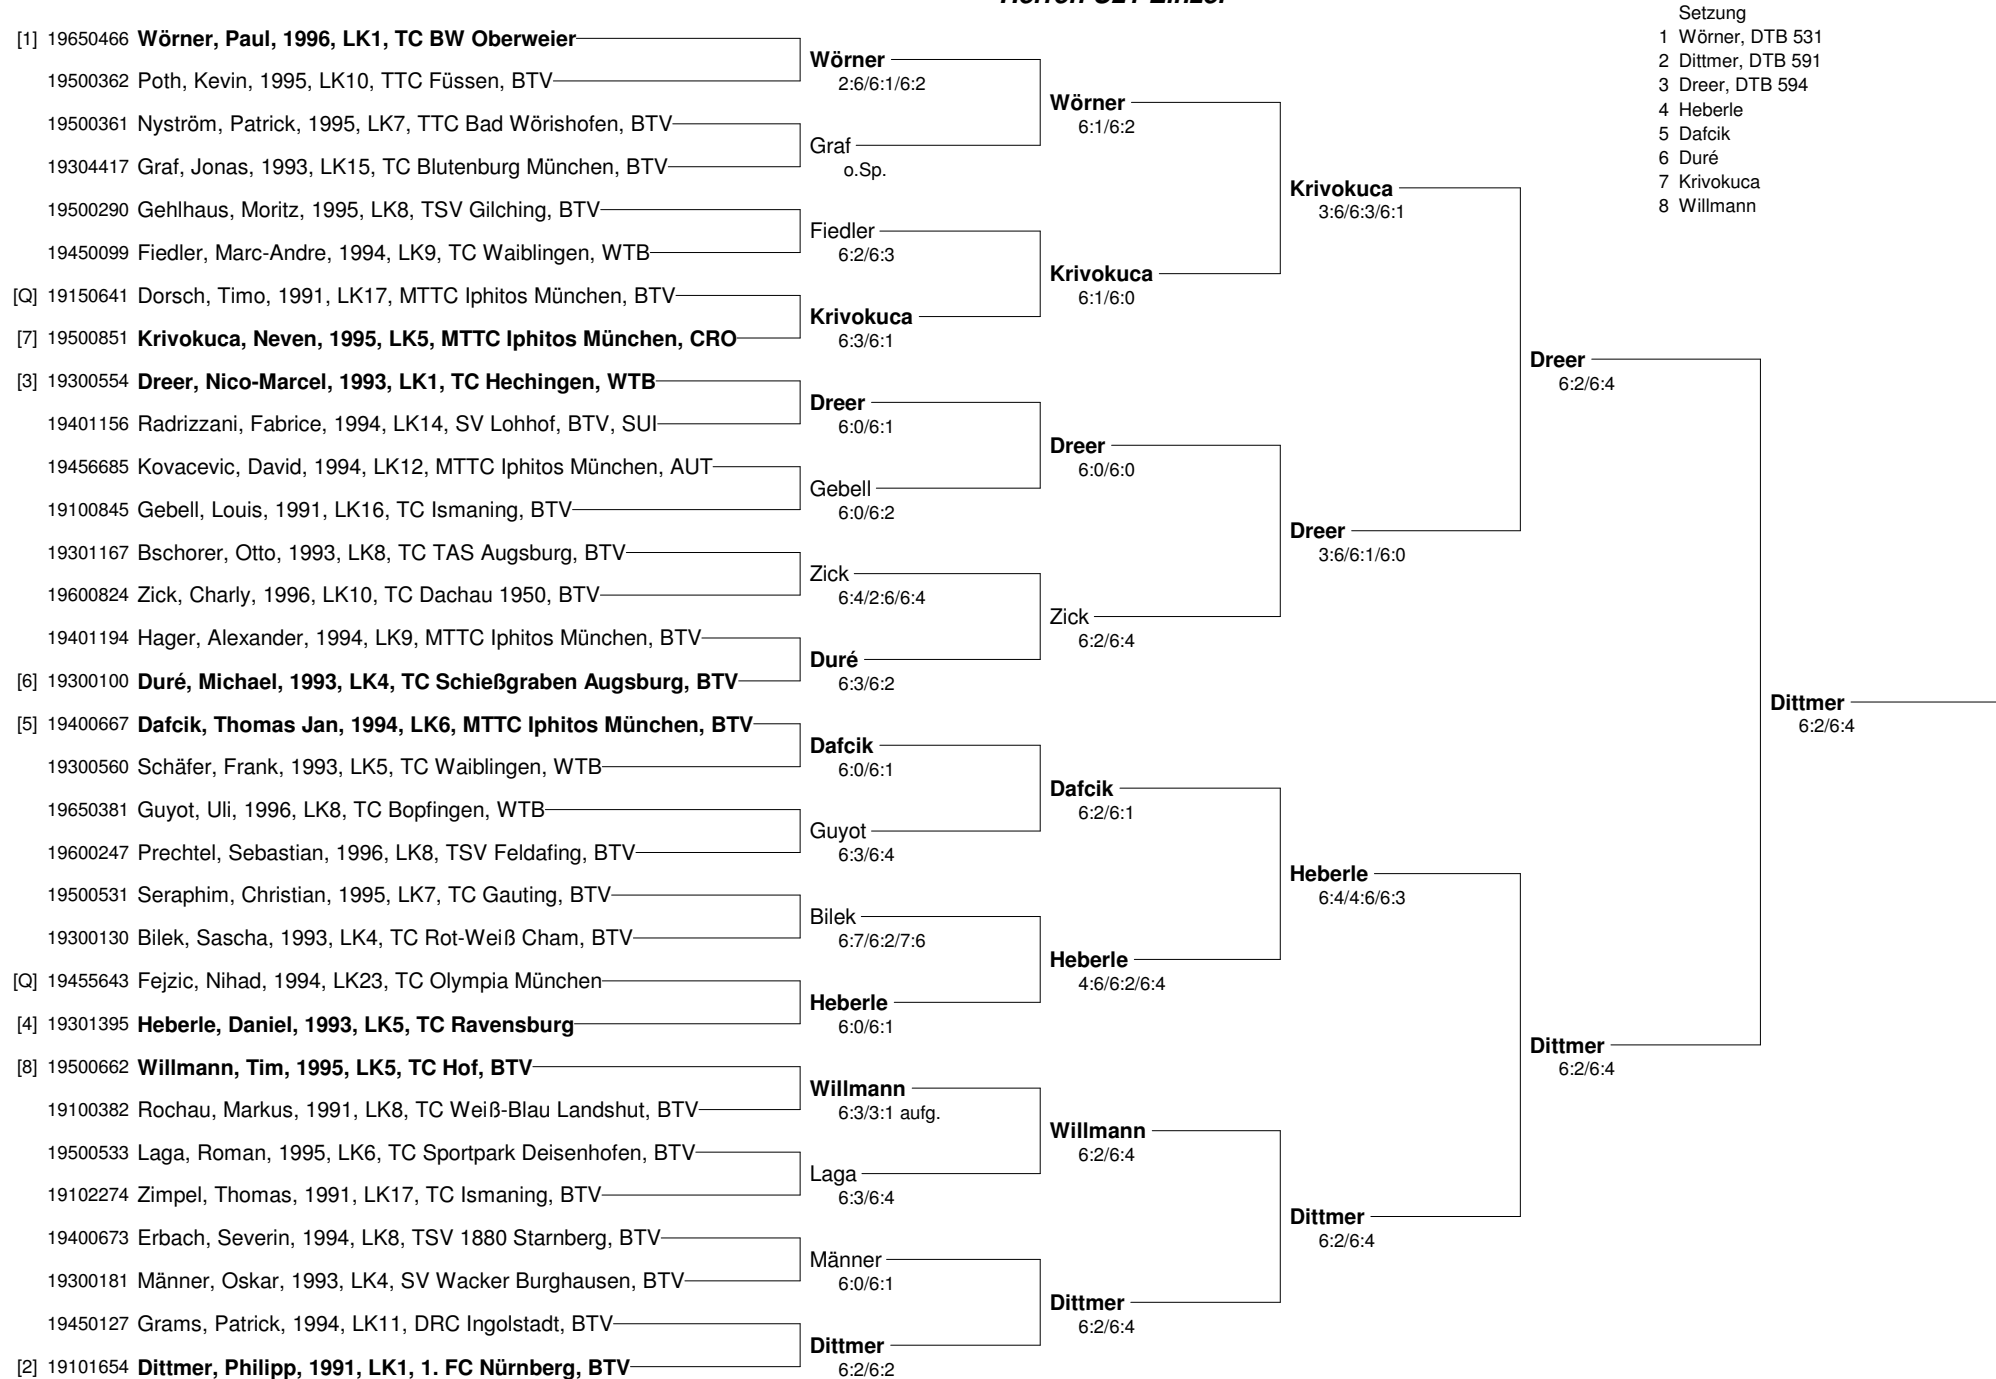 Herren U21 Einzel
Setzung
1 Wörner, DTB 531
2 Dittmer, DTB 591
3 Dreer, DTB 594
4 Heberle
5 Dafcik
6 Duré
7 Krivokuca
8 Willmann
[1] 19650466 Wörner, Paul, 1996, LK1, TC BW Oberweier
19500362 Poth, Kevin, 1995, LK10, TTC Füssen, BTV
19500361 Nyström, Patrick, 1995, LK7, TTC Bad Wörishofen, BTV
19304417 Graf, Jonas, 1993, LK15, TC Blutenburg München, BTV
19500290 Gehlhaus, Moritz, 1995, LK8, TSV Gilching, BTV
19450099 Fiedler, Marc-Andre, 1994, LK9, TC Waiblingen, WTB
[Q] 19150641 Dorsch, Timo, 1991, LK17, MTTC Iphitos München, BTV
[7] 19500851 Krivokuca, Neven, 1995, LK5, MTTC Iphitos München, CRO
[3] 19300554 Dreer, Nico-Marcel, 1993, LK1, TC Hechingen, WTB
19401156 Radrizzani, Fabrice, 1994, LK14, SV Lohhof, BTV, SUI
19456685 Kovacevic, David, 1994, LK12, MTTC Iphitos München, AUT
19100845 Gebell, Louis, 1991, LK16, TC Ismaning, BTV
19301167 Bschorer, Otto, 1993, LK8, TC TAS Augsburg, BTV
19600824 Zick, Charly, 1996, LK10, TC Dachau 1950, BTV
19401194 Hager, Alexander, 1994, LK9, MTTC Iphitos München, BTV
[6] 19300100 Duré, Michael, 1993, LK4, TC Schießgraben Augsburg, BTV
[5] 19400667 Dafcik, Thomas Jan, 1994, LK6, MTTC Iphitos München, BTV
19300560 Schäfer, Frank, 1993, LK5, TC Waiblingen, WTB
19650381 Guyot, Uli, 1996, LK8, TC Bopfingen, WTB
19600247 Prechtel, Sebastian, 1996, LK8, TSV Feldafing, BTV
19500531 Seraphim, Christian, 1995, LK7, TC Gauting, BTV
19300130 Bilek, Sascha, 1993, LK4, TC Rot-Weiß Cham, BTV
[Q] 19455643 Fejzic, Nihad, 1994, LK23, TC Olympia München
[4] 19301395 Heberle, Daniel, 1993, LK5, TC Ravensburg
[8] 19500662 Willmann, Tim, 1995, LK5, TC Hof, BTV
19100382 Rochau, Markus, 1991, LK8, TC Weiß-Blau Landshut, BTV
19500533 Laga, Roman, 1995, LK6, TC Sportpark Deisenhofen, BTV
19102274 Zimpel, Thomas, 1991, LK17, TC Ismaning, BTV
19400673 Erbach, Severin, 1994, LK8, TSV 1880 Starnberg, BTV
19300181 Männer, Oskar, 1993, LK4, SV Wacker Burghausen, BTV
19450127 Grams, Patrick, 1994, LK11, DRC Ingolstadt, BTV
[2] 19101654 Dittmer, Philipp, 1991, LK1, 1. FC Nürnberg, BTV
Wörner
2:6/6:1/6:2
Graf
o.Sp.
Fiedler
6:2/6:3
Krivokuca
6:3/6:1
Dreer
6:0/6:1
Gebell
6:0/6:2
Zick
6:4/2:6/6:4
Duré
6:3/6:2
Dafcik
6:0/6:1
Guyot
6:3/6:4
Bilek
6:7/6:2/7:6
Heberle
6:0/6:1
Willmann
6:3/3:1 aufg.
Laga
6:3/6:4
Männer
6:0/6:1
Dittmer
6:2/6:2
Wörner
6:1/6:2
Krivokuca
6:1/6:0
Dreer
6:0/6:0
Zick
6:2/6:4
Dafcik
6:2/6:1
Heberle
4:6/6:2/6:4
Willmann
6:2/6:4
Dittmer
6:2/6:4
Krivokuca
3:6/6:3/6:1
Dreer
3:6/6:1/6:0
Heberle
6:4/4:6/6:3
Dittmer
6:2/6:4
Dreer
6:2/6:4
Dittmer
6:2/6:4
Dittmer
6:2/6:4